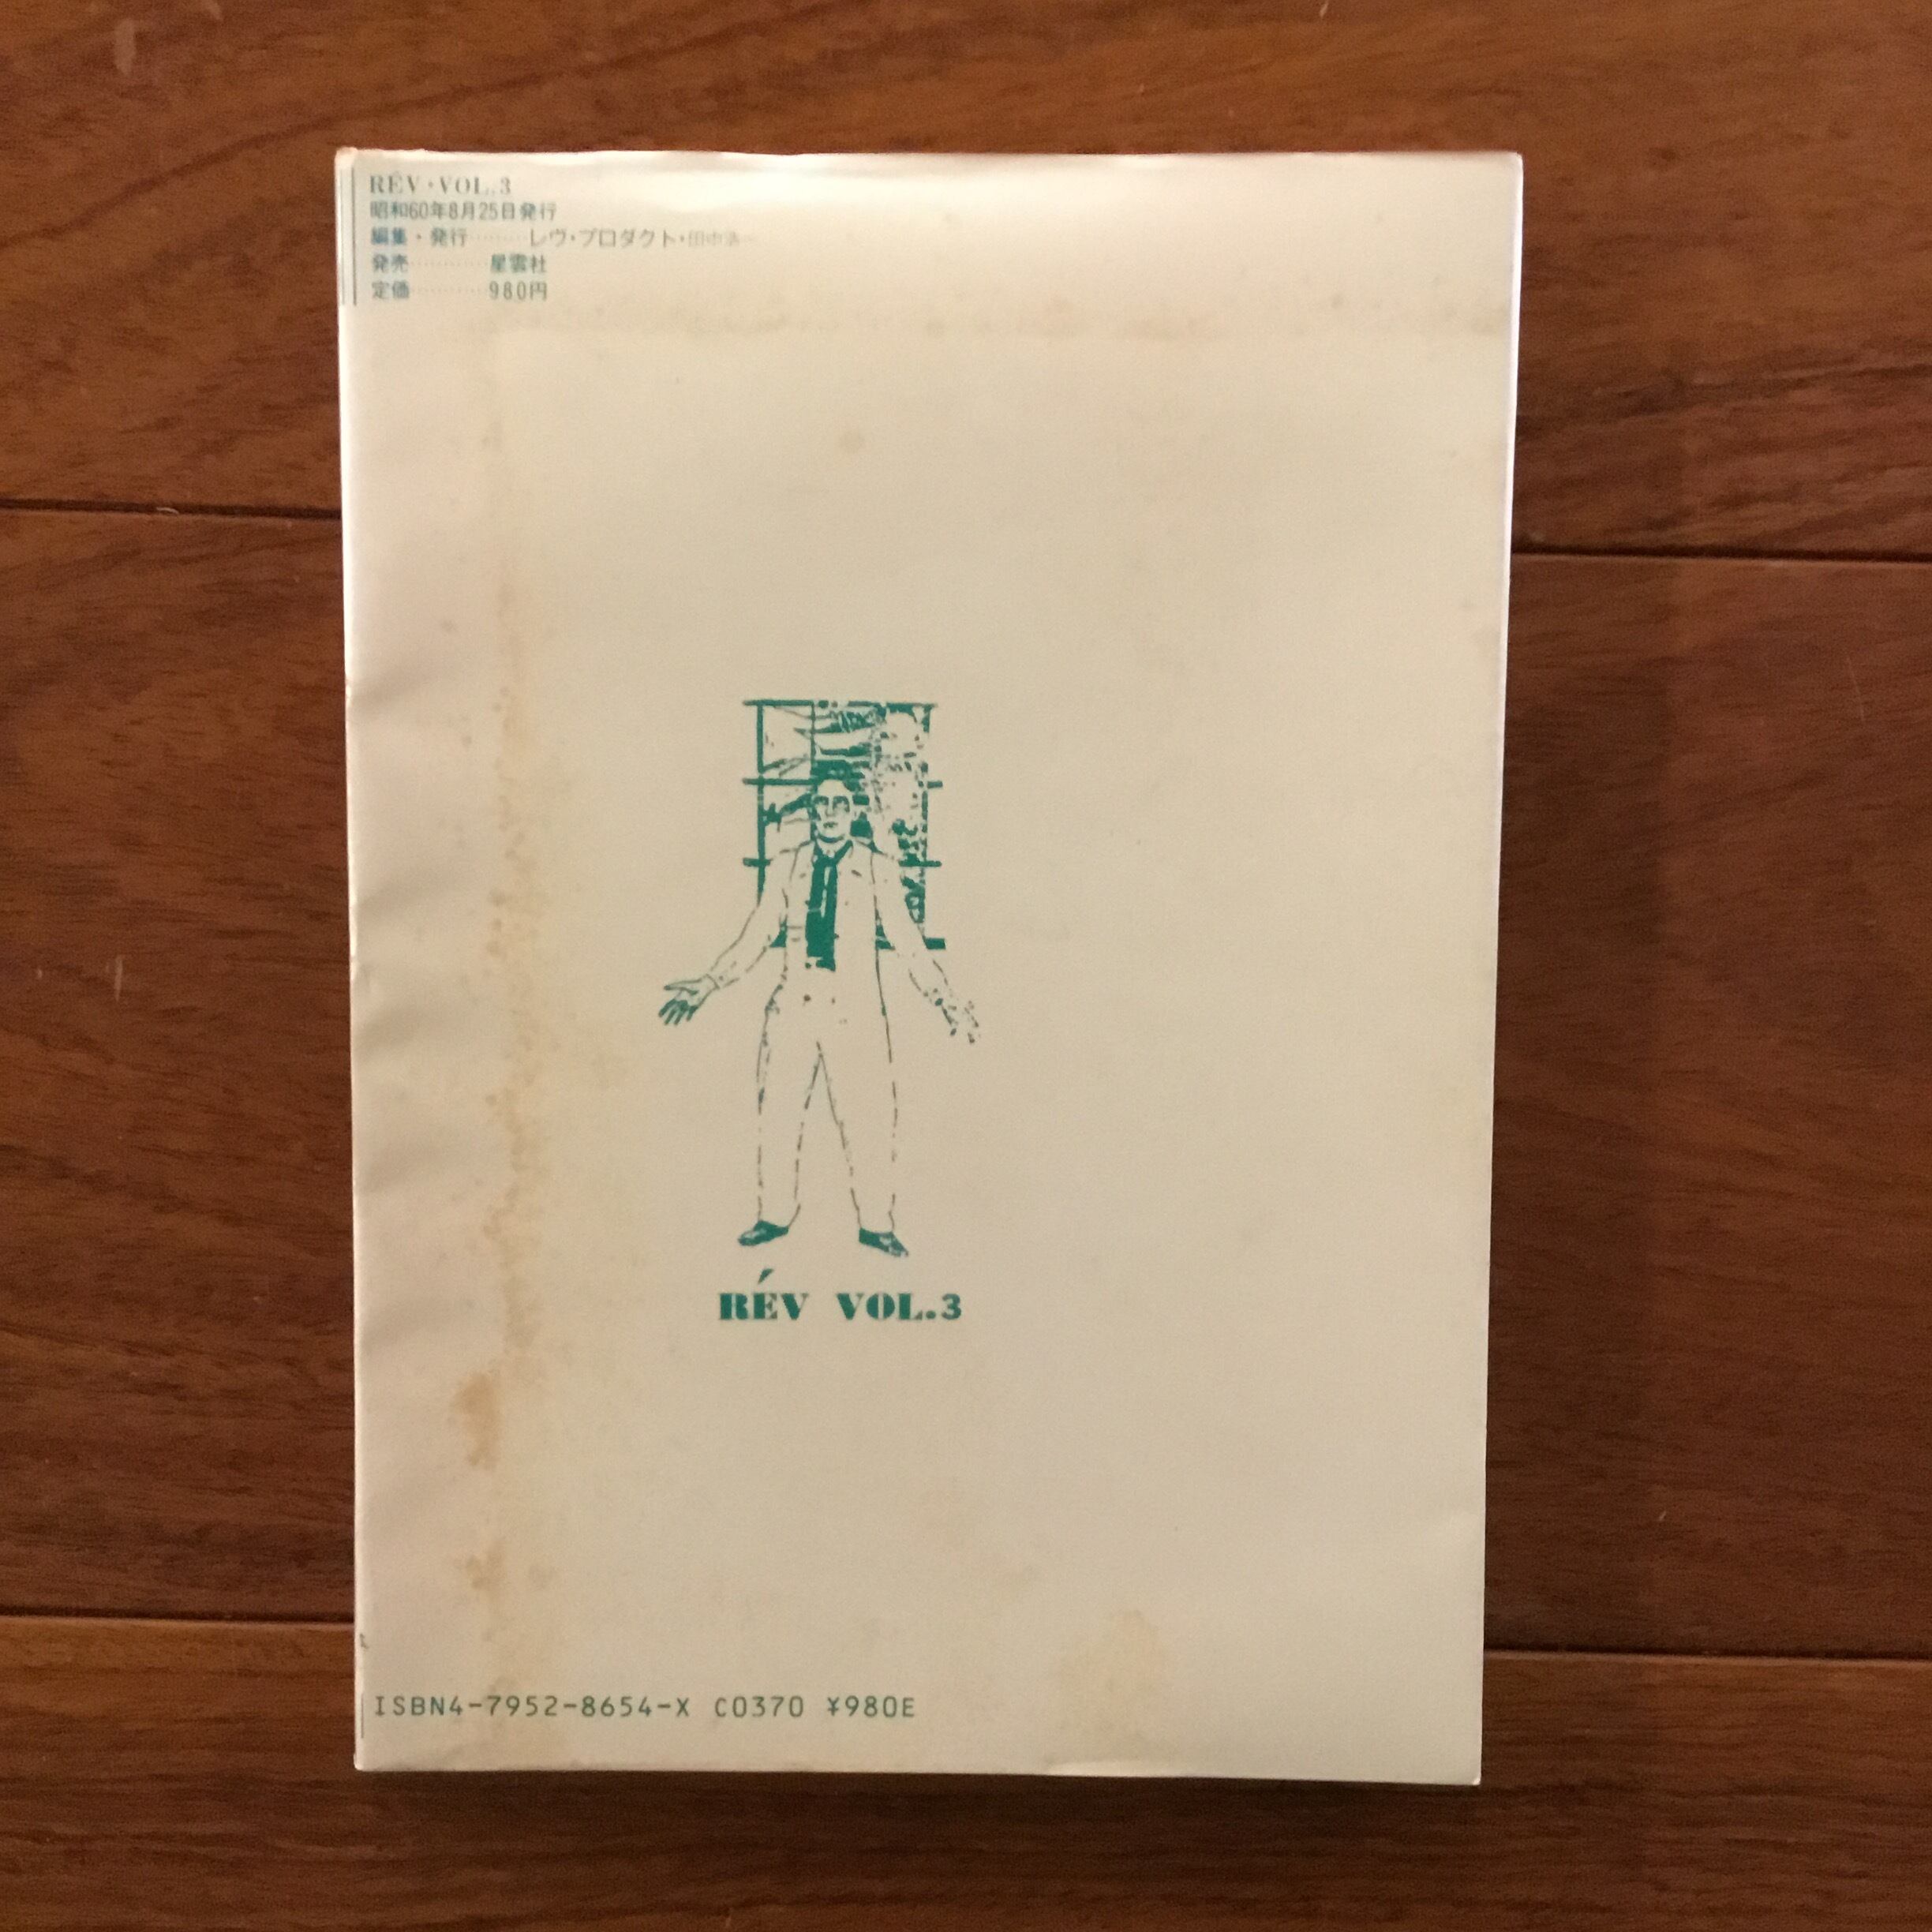 RÉV・VOL.3
昭和60年8月25日発行
編集・発行………レヴ・プロダクト・田中
発売…………星雲社
定価…………980円
RÉV VOL.3
ISBN4-7952-8654-X C0370 ¥980E